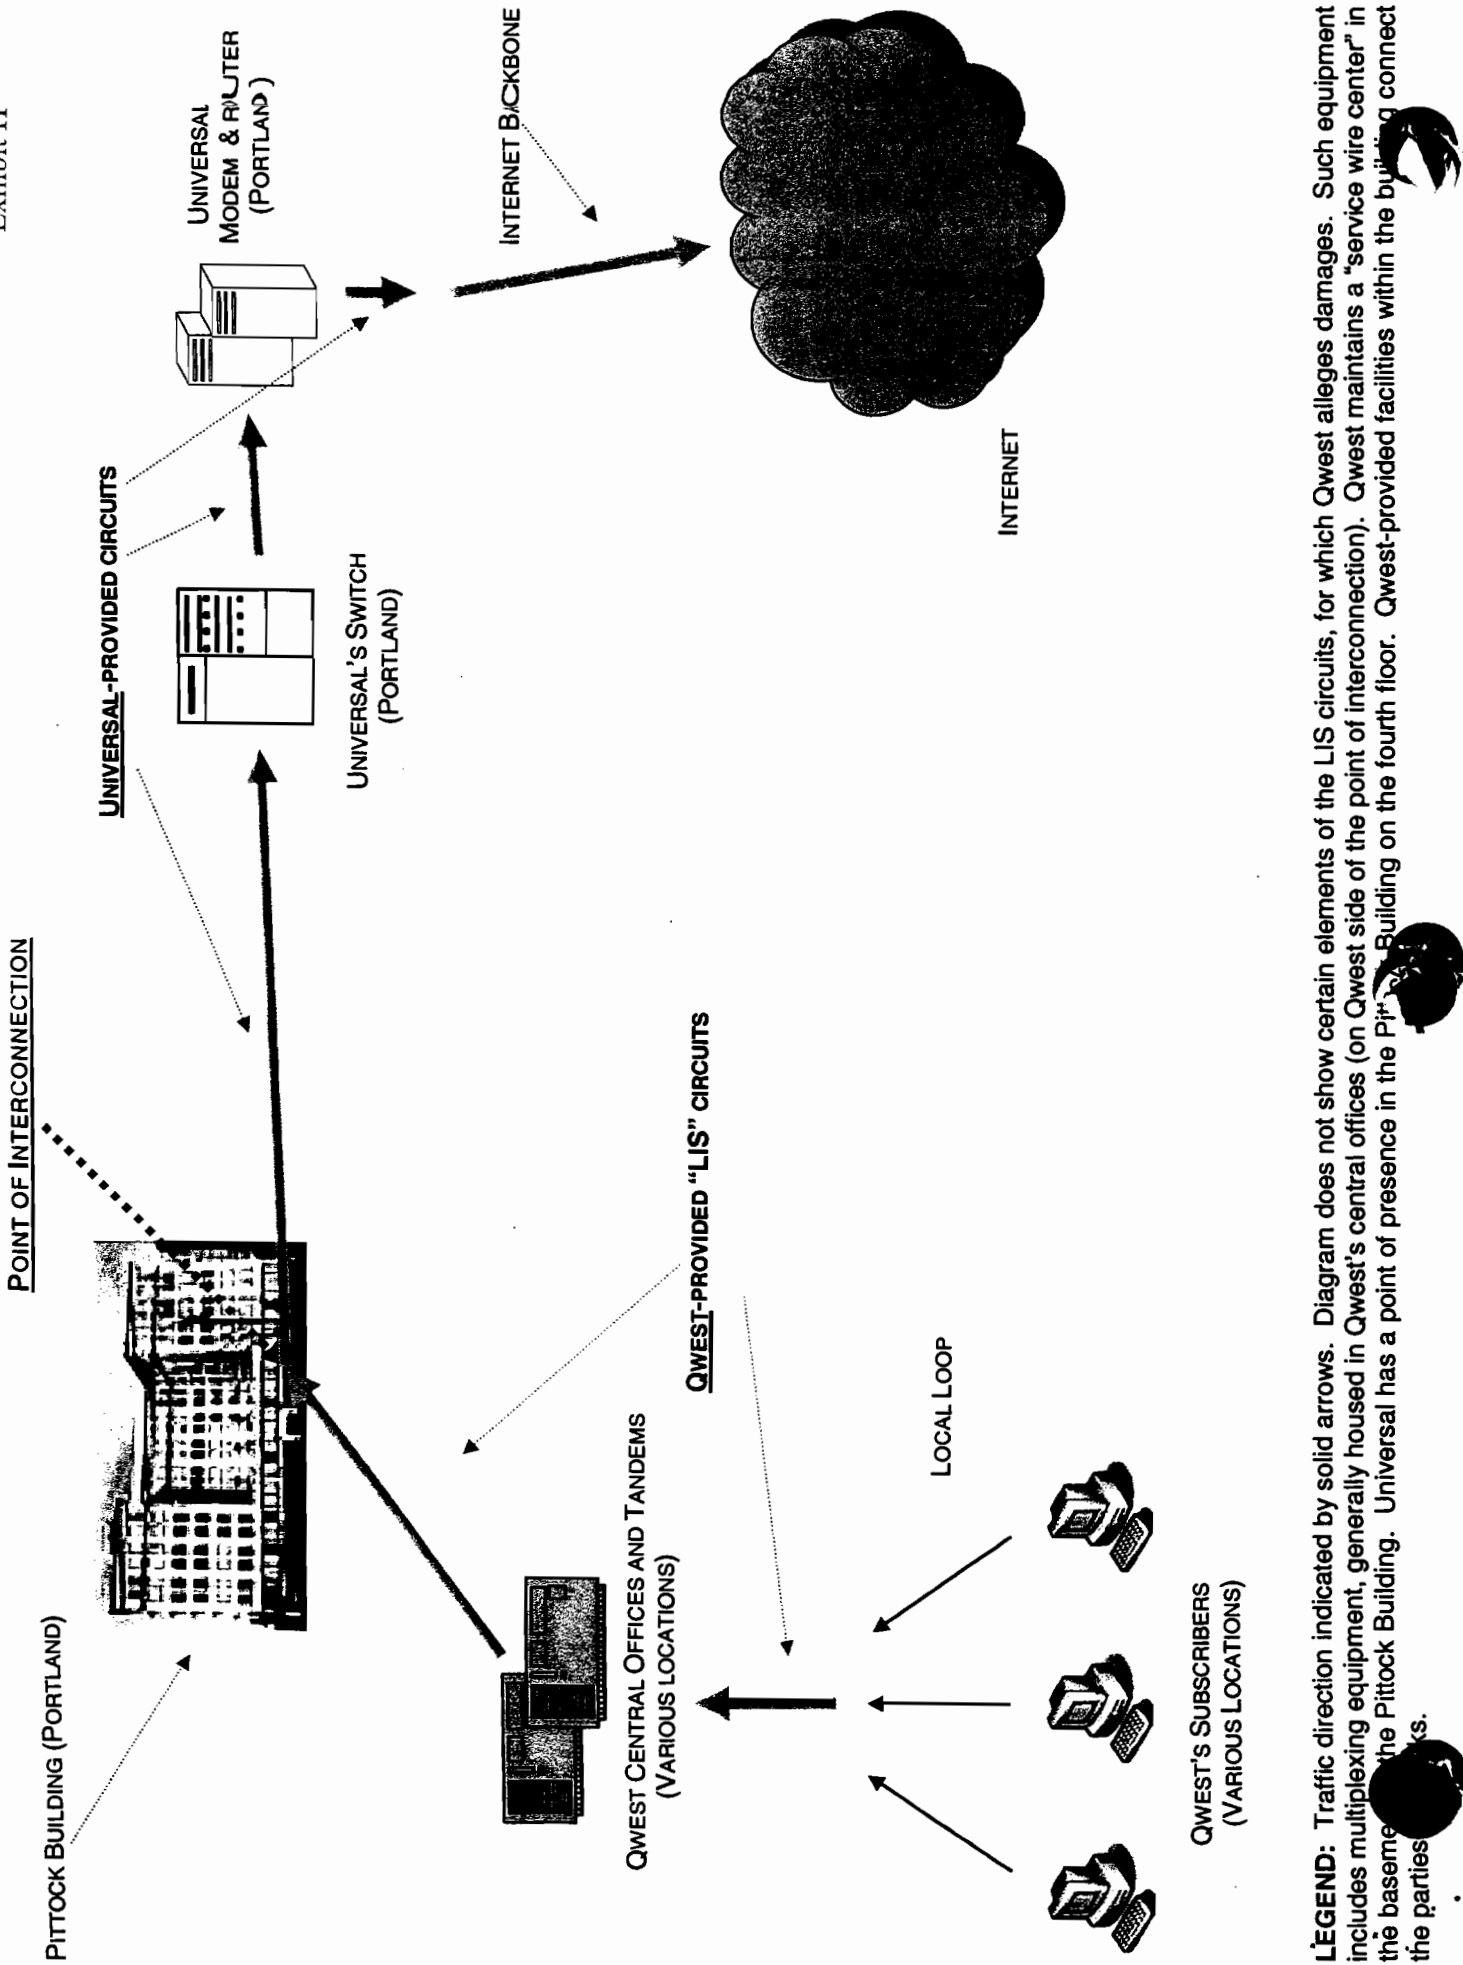 Exhibit H
POINT OF INTERCONNECTION
PITTOCK BUILDING (PORTLAND)
UNIVERSAL-PROVIDED CIRCUITS
UNIVERSAL
MODEM & ROUTER
(PORTLAND)
UNIVERSAL'S SWITCH
(PORTLAND)
INTERNET BACKBONE
QWEST CENTRAL OFFICES AND TANDEMS
(VARIOUS LOCATIONS)
QWEST-PROVIDED "LIS" CIRCUITS
LOCAL LOOP
INTERNET
QWEST'S SUBSCRIBERS
(VARIOUS LOCATIONS)
LEGEND: Traffic direction indicated by solid arrows. Diagram does not show certain elements of the LIS circuits, for which Qwest alleges damages. Such equipment
includes multiplexing equipment, generally housed in Qwest's central offices (on Qwest side of the point of interconnection). Qwest maintains a "service wire center" in
the the Pittock Building. Universal has a point of presence in the Building on the fourth floor. Qwest-provided facilities within the building connect
the parties